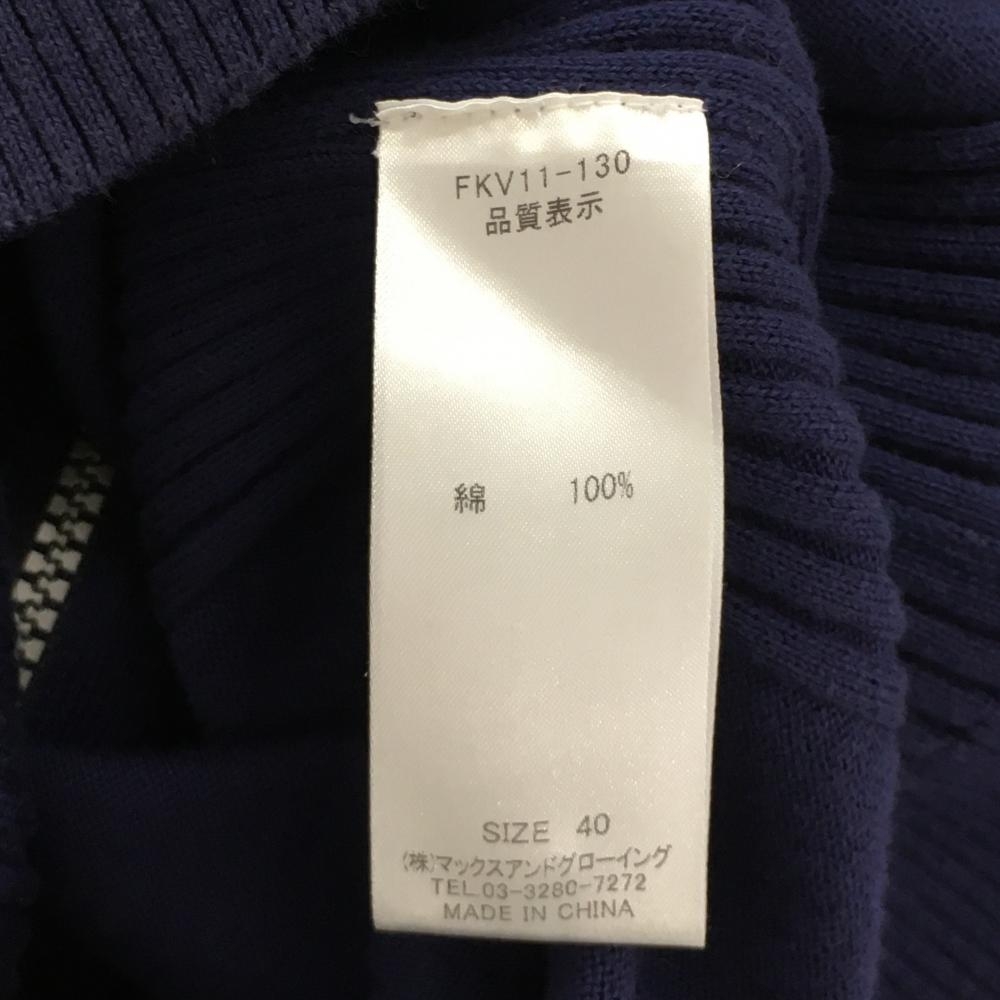 FKV11-130
品質表示
綿 100%
SIZE 40
(株)マックスアンドグローイング
TEL.03-3280-7272
MADE IN CHINA